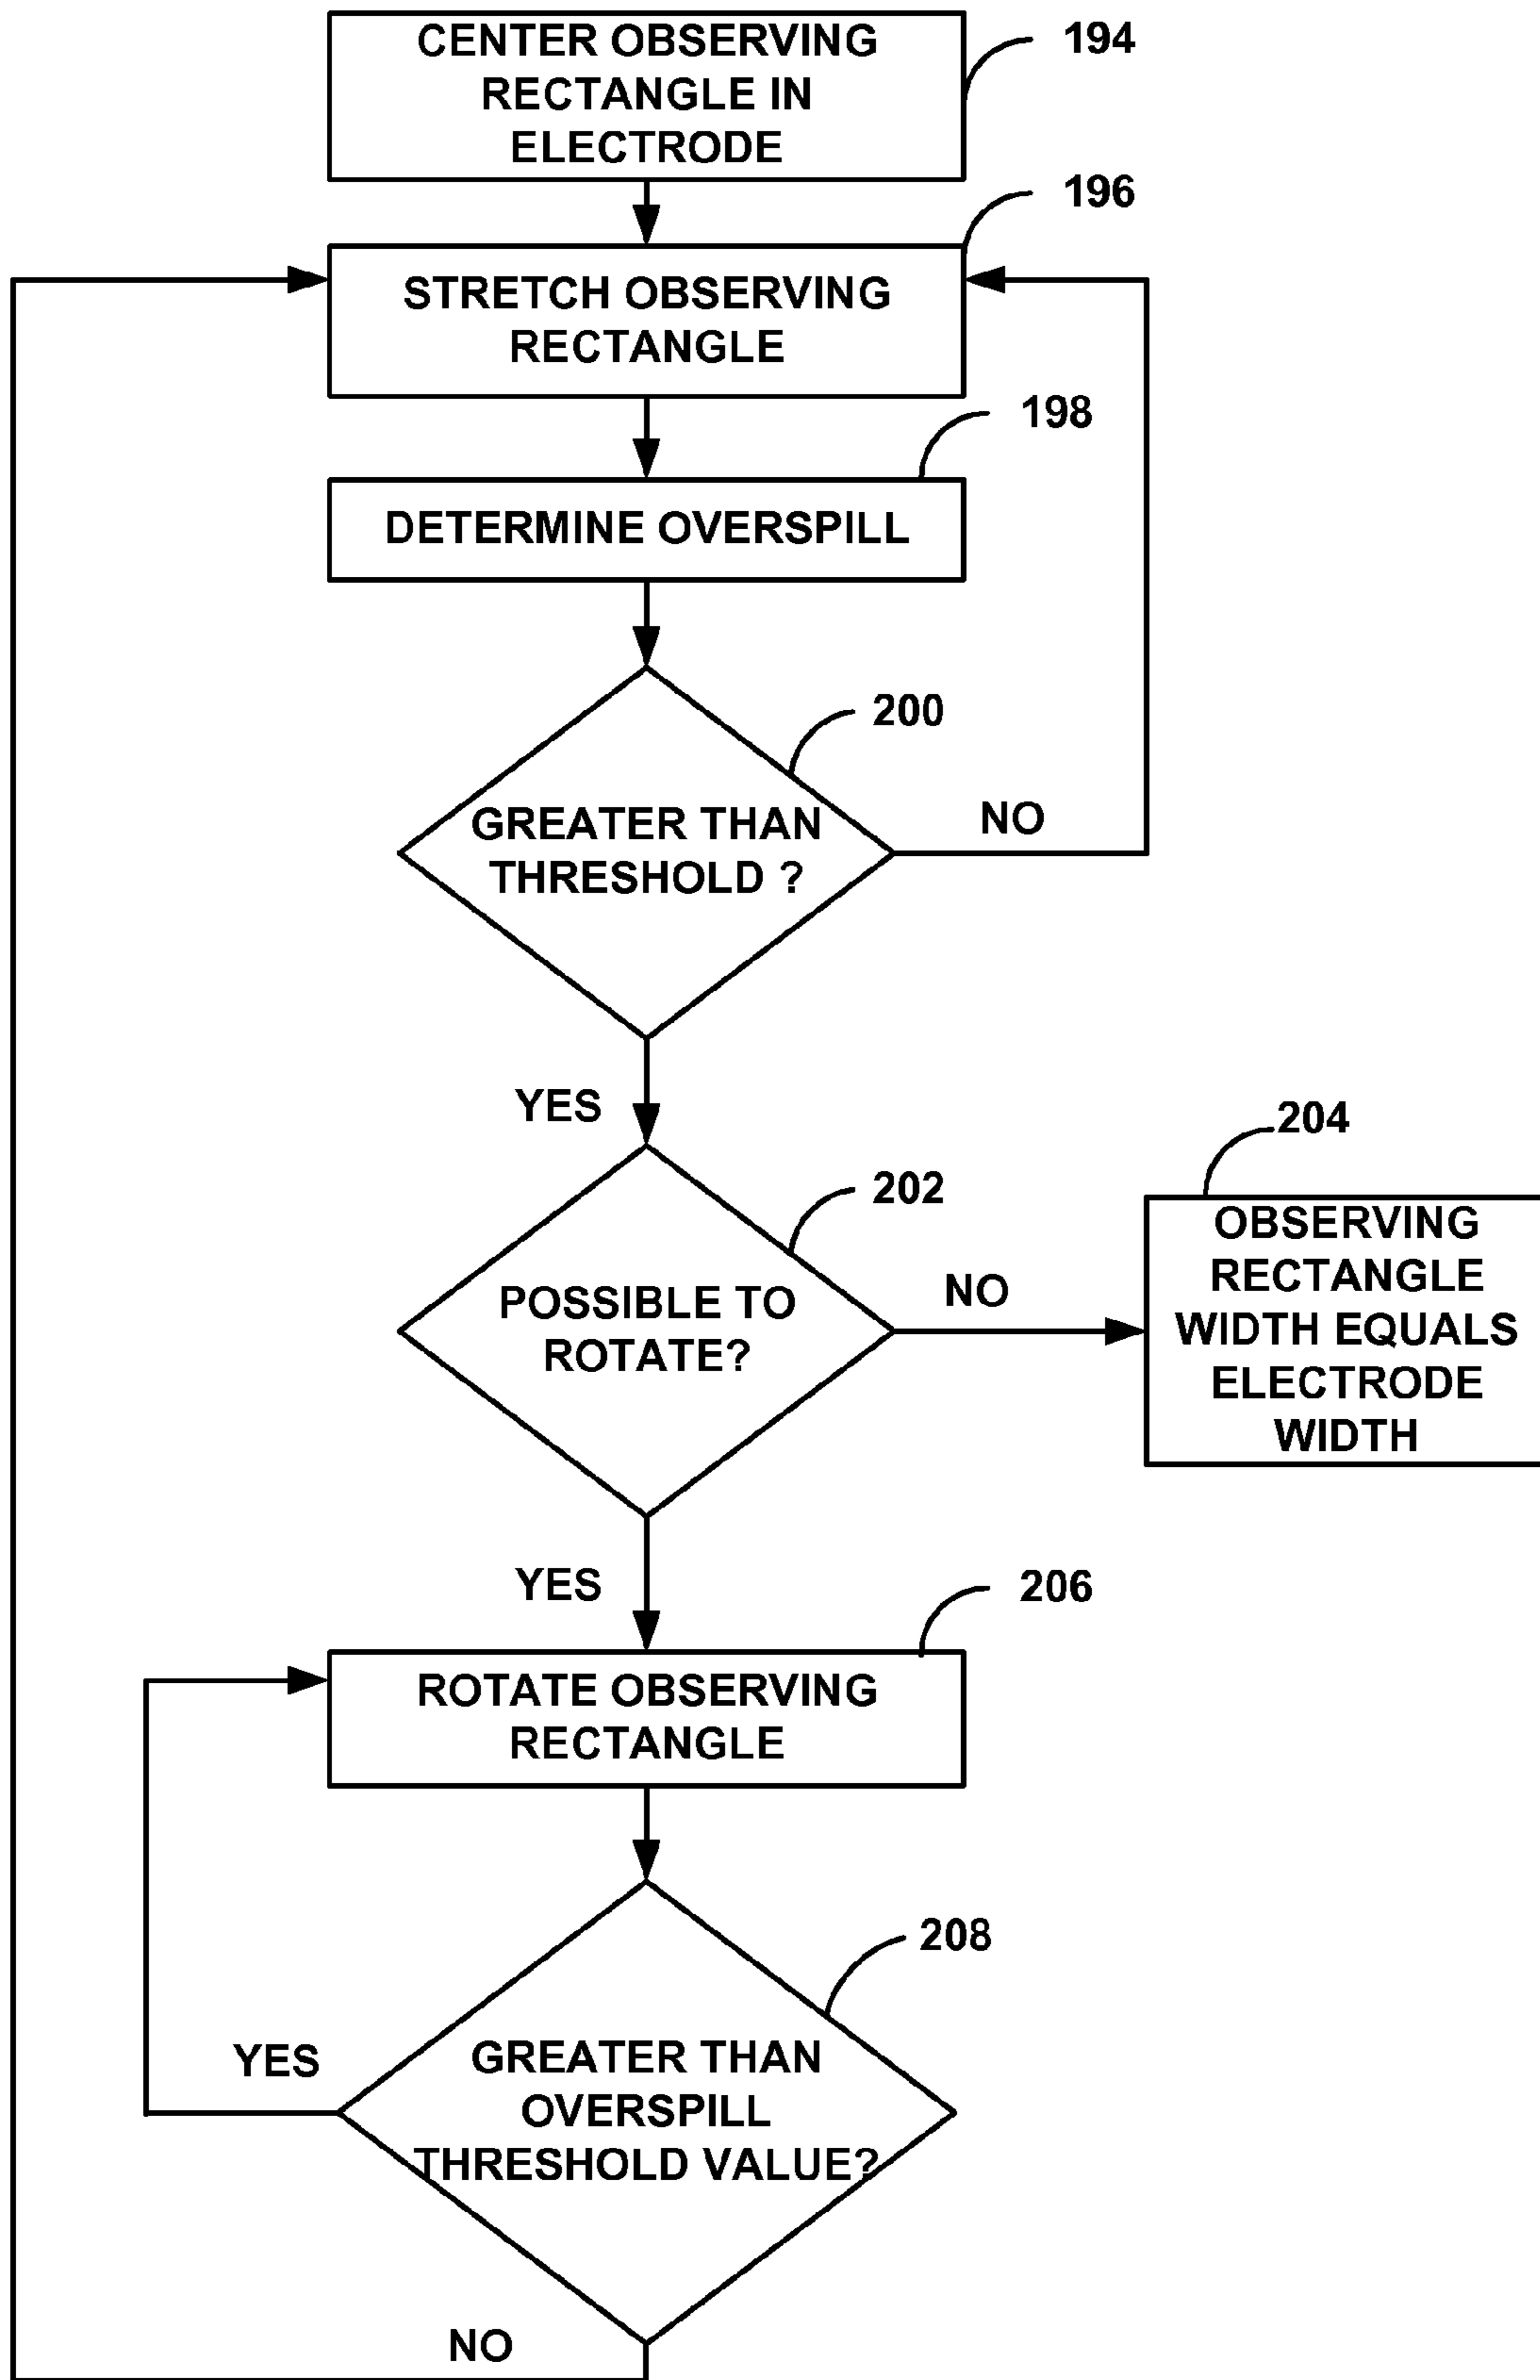 CENTER OBSERVING
RECTANGLE IN
ELECTRODE
194
196
STRETCH OBSERVING
RECTANGLE
198
DETERMINE OVERSPILL
200
GREATER THAN
THRESHOLD ?
NO
YES
202
POSSIBLE TO
ROTATE?
NO
204
OBSERVING
RECTANGLE
WIDTH EQUALS
ELECTRODE
WIDTH
YES
206
ROTATE OBSERVING
RECTANGLE
208
GREATER THAN
OVERSPILL
THRESHOLD VALUE?
YES
NO